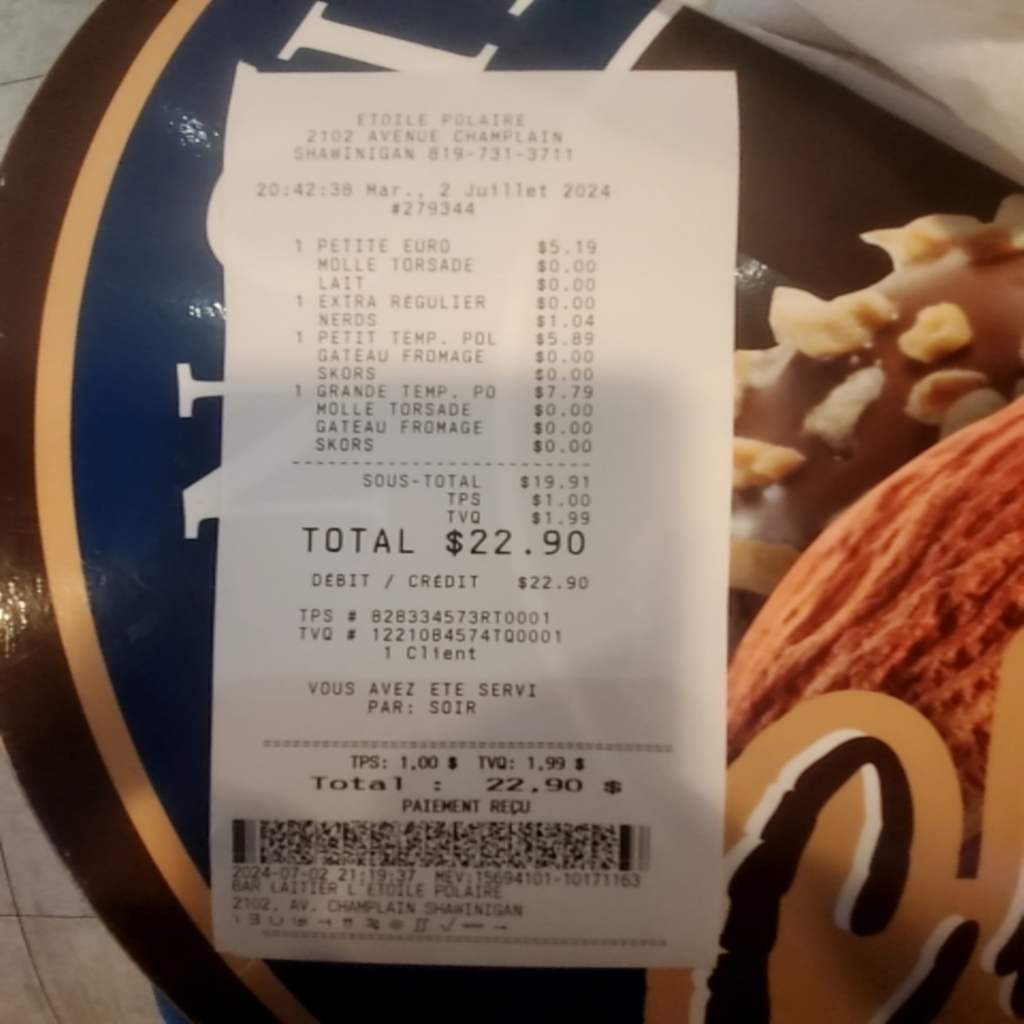 ETOILE POLAIRE
2102 AVENUE CHAMPLAIN
SHAWINIGAN 819-731-3711
20:42:38 Mar., 2 Juillet 2024
#279344
1 PETITE EURO $5.19
MOLLE TORSADE $0.00
LAIT $0.00
1 EXTRA RÉGULIER $0.00
NERDS $1.04
1 PETIT TEMP. POL $5.89
GATEAU FROMAGE $0.00
SKORS $0.00
1 GRANDE TEMP. PO $7.79
MOLLE TORSADE $0.00
GATEAU FROMAGE $0.00
SKORS $0.00
SOUS-TOTAL $19.91
TPS $1.00
TVQ $1.99
TOTAL $22.90
DÉBIT / CRÉDIT $22.90
TPS # 828334573RT0001
TVQ # 1221084574TQ0001
1 Client
VOUS AVEZ ETE SERVI
PAR: SOIR
TPS: 1,00 $ TVQ: 1,99 $
Total : 22,90 $
PAIEMENT REÇU
2024-07-02 21:19:37 MEV:15694101-10171163
BAR LAITIER L'ETOILE POLAIRE
2102, AV. CHAMPLAIN SHAWINIGAN